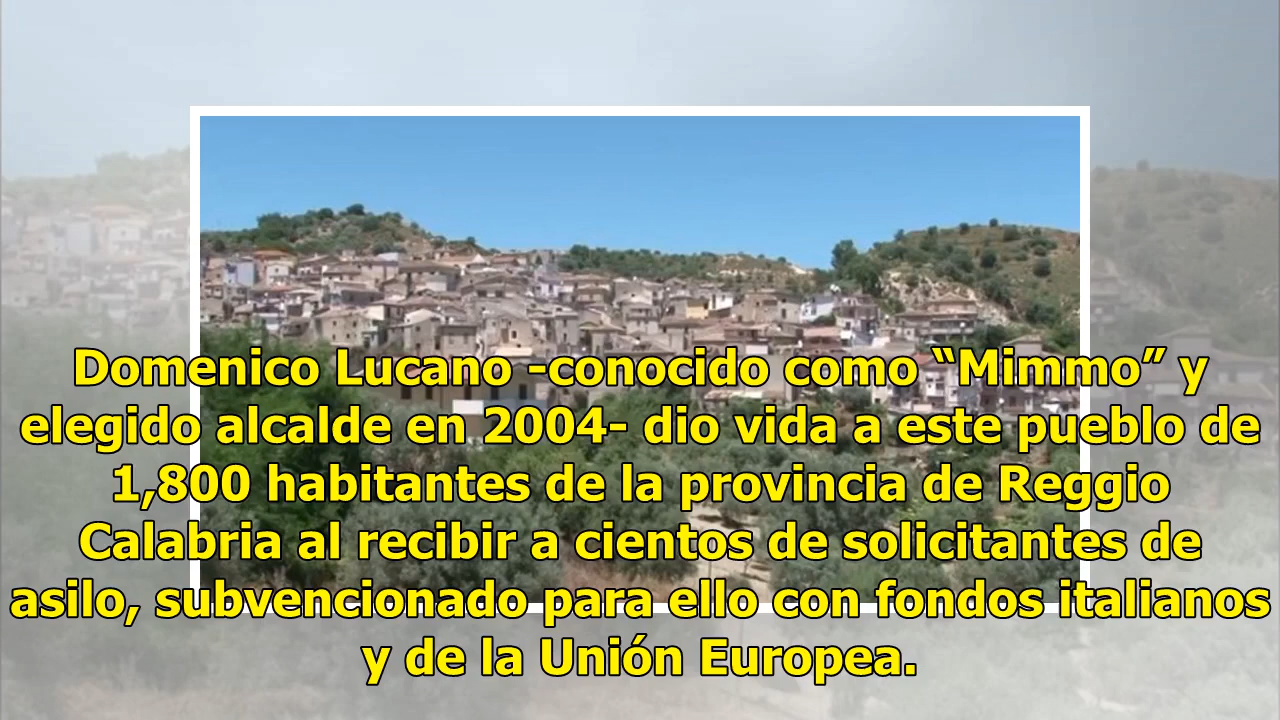 Domenico Lucano -conocido como “Mimmo” y
elegido alcalde en 2004- dio vida a este pueblo de
1,800 habitantes de la provincia de Reggio
Calabria al recibir a cientos de solicitantes de
asilo, subvencionado para ello con fondos italianos
y de la Unión Europea.